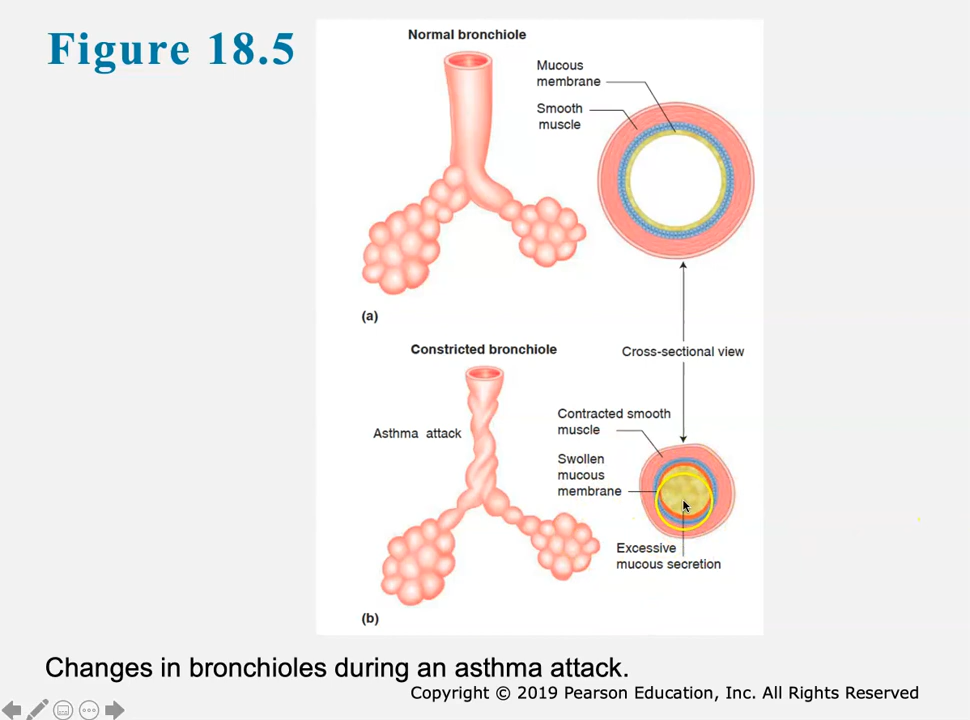 Figure 18.5
Normal bronchiole
Mucous
membrane
Smooth
muscle
(a)
Constricted bronchiole
Cross-sectional view
Asthma attack
Contracted smooth
muscle
Swollen
mucous
membrane
Excessive
mucous secretion
(b)
Changes in bronchioles during an asthma attack.
Copyright © 2019 Pearson Education, Inc. All Rights Reserved